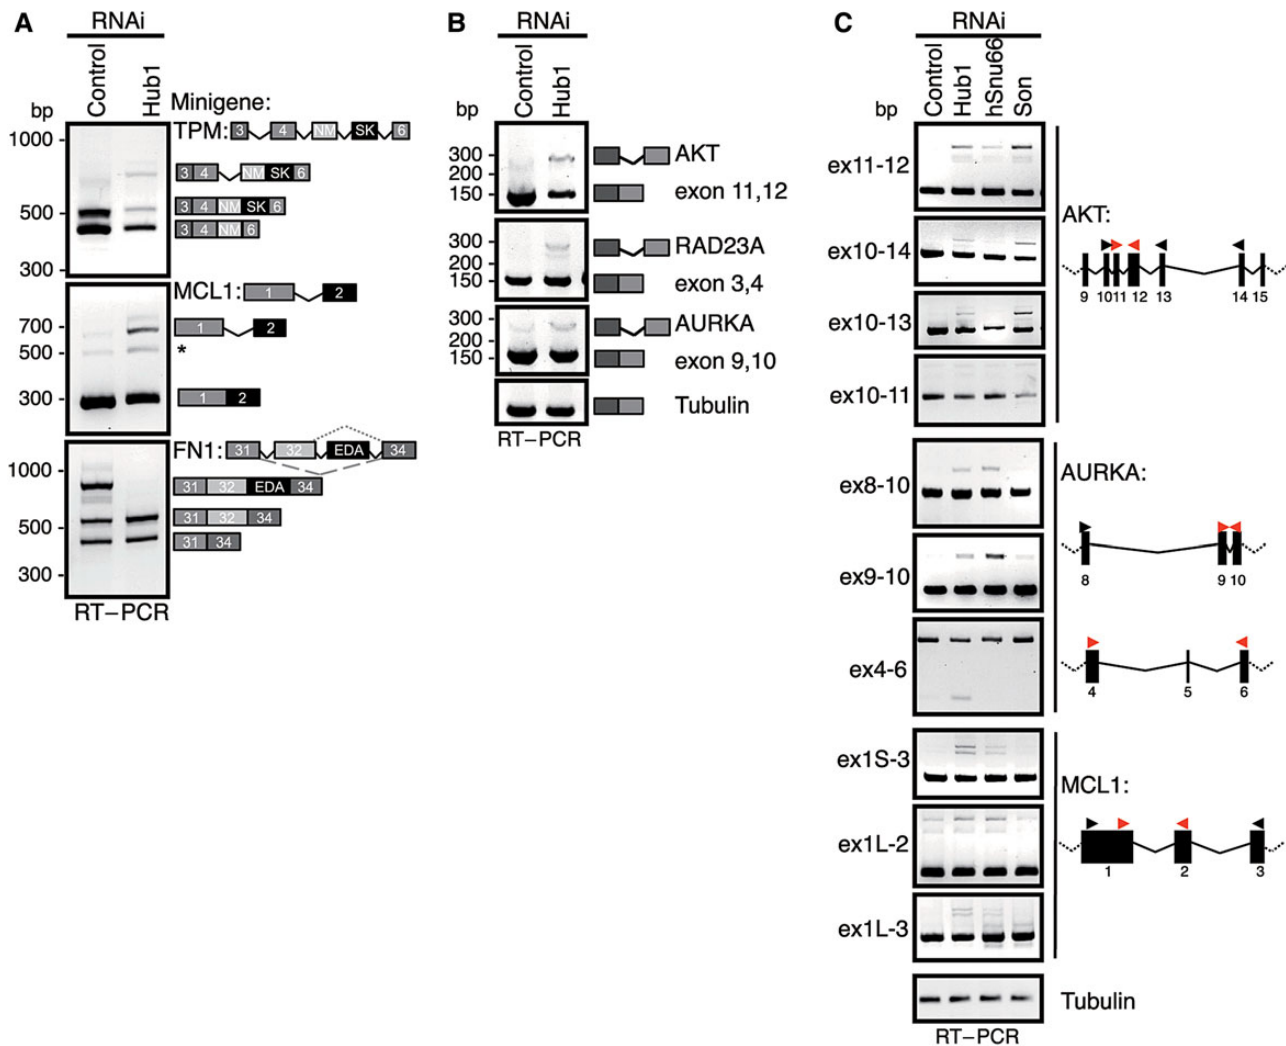 A
RNAi
Control
Hub1
bp
Minigene:
1000
TPM: 3 4 NM SK 6
3 4 NM SK 6
500
3 4 NM SK 6
3 4 NM 6
300
MCL1: 1 2
700
1 2
500
*
300
1 2
FN1: 31 32 EDA 34
1000
31 32 EDA 34
500
31 32 34
31 34
300
RT–PCR
B
RNAi
Control
Hub1
bp
300
AKT
200
150
exon 11,12
300
RAD23A
200
150
exon 3,4
300
AURKA
200
150
exon 9,10
Tubulin
RT–PCR
C
RNAi
Control
Hub1
hSnu66
Son
bp
ex11-12
AKT:
ex10-14
9 10 11 12 13 14 15
ex10-13
ex10-11
AURKA:
ex8-10
8 9 10
ex9-10
ex4-6
4 5 6
ex1S-3
MCL1:
ex1L-2
1 2 3
ex1L-3
Tubulin
RT–PCR